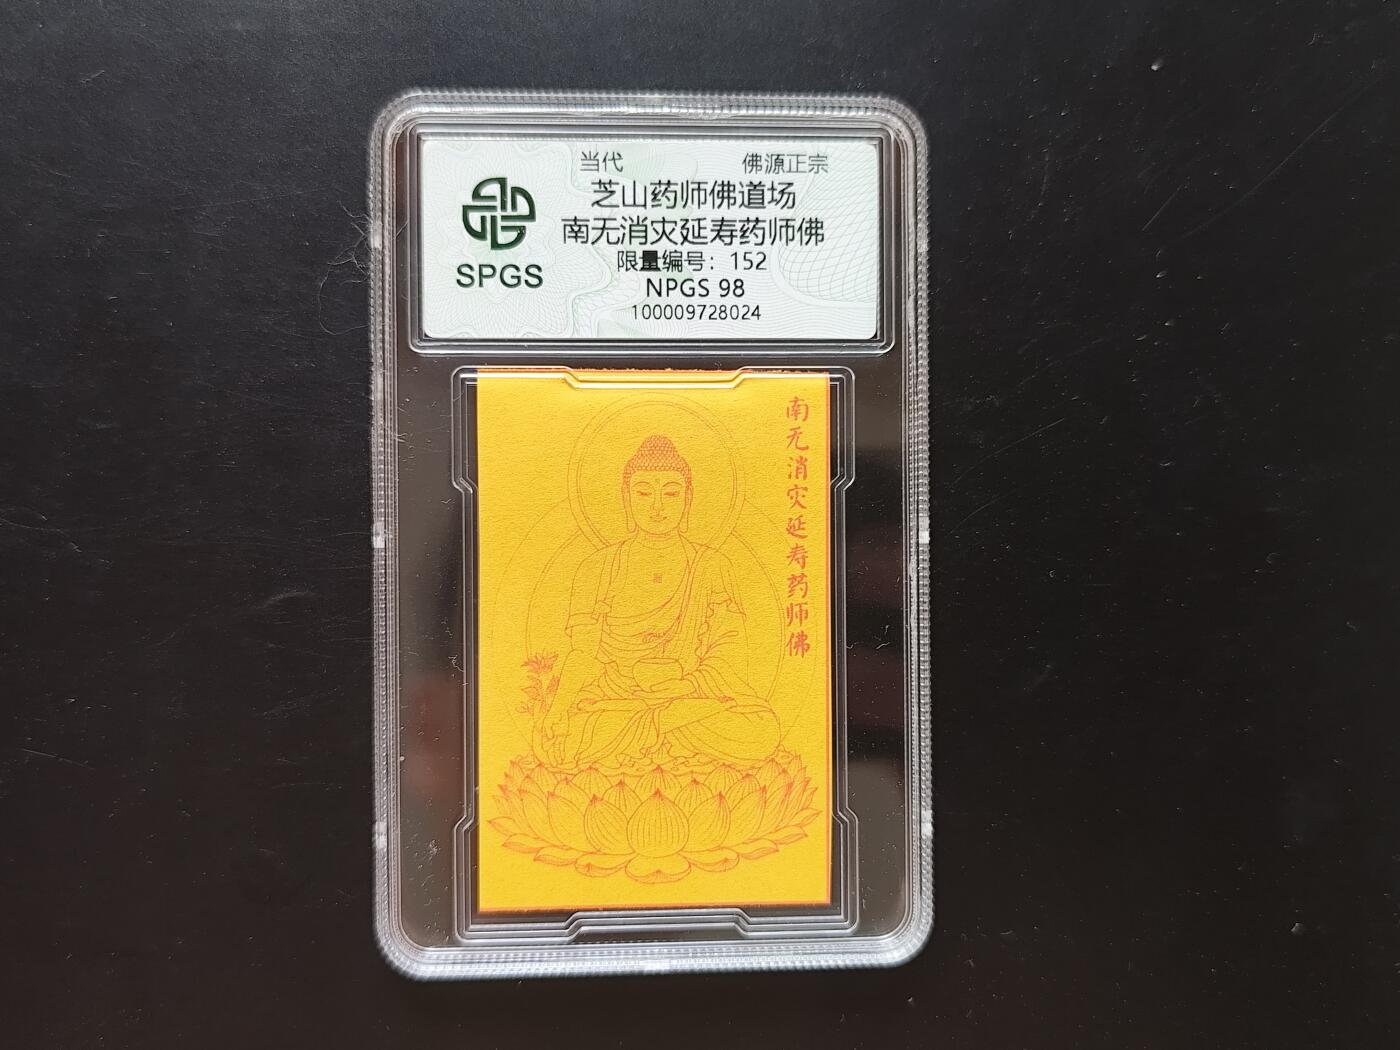 当代 佛源正宗
芝山药师佛道场
南无消灾延寿药师佛
限量编号：152
NPGS 98
100009728024
SPGS
南无消灾延寿药师佛